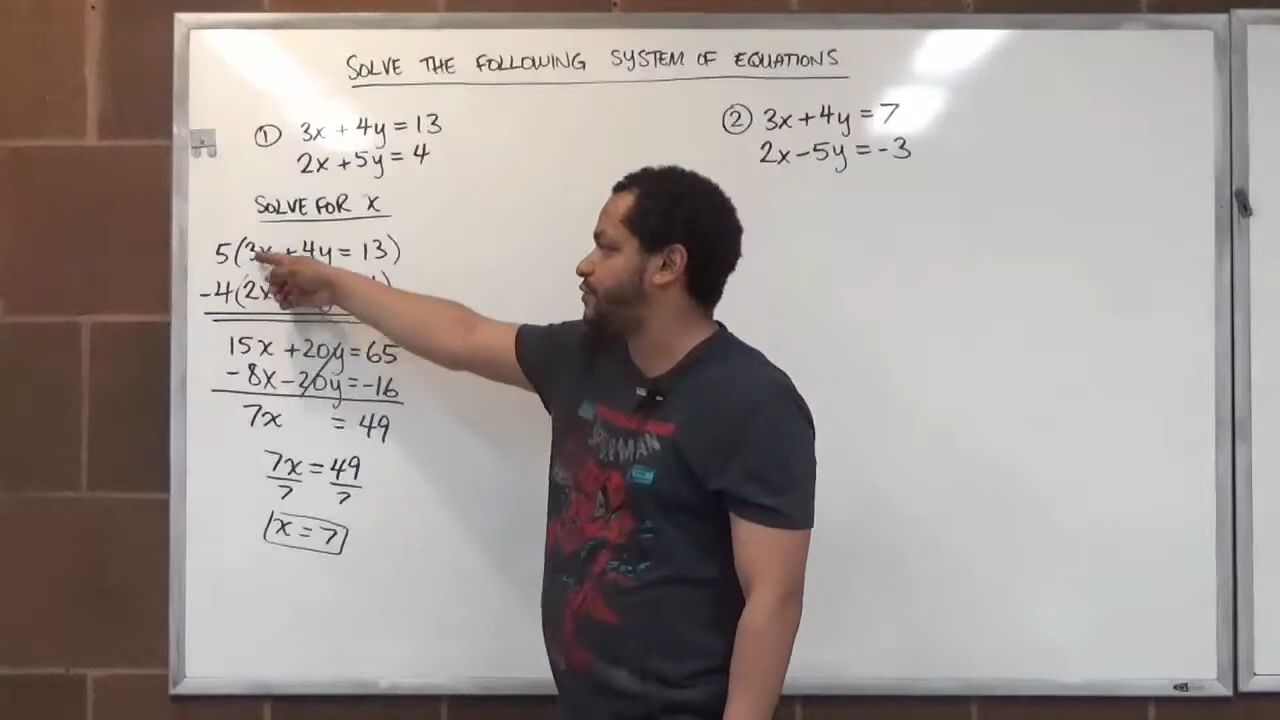 SOLVE THE FOLLOWING SYSTEM OF EQUATIONS
① 3x + 4y = 13
2x + 5y = 4
SOLVE FOR X
5(3x + 4y = 13)
-4(2x
15x + 20y = 65
-8x - 20y = -16
7x = 49
7x = 49
7 7
x = 7
② 3x + 4y = 7
2x - 5y = -3